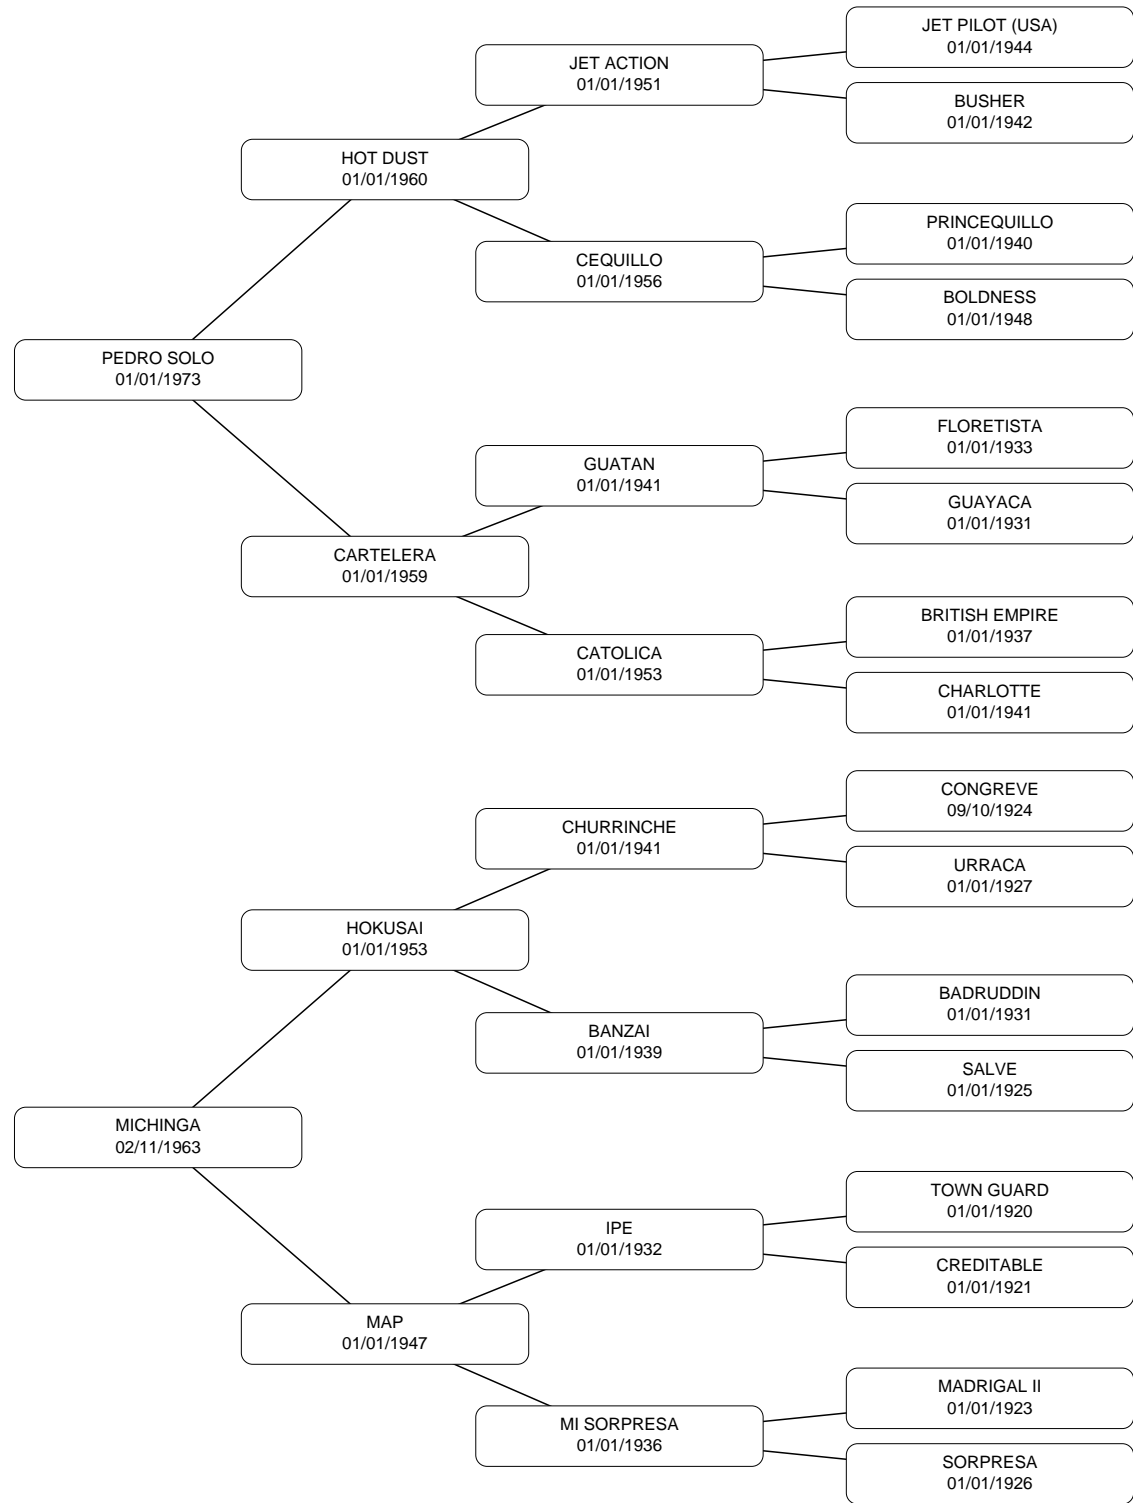 JET PILOT (USA)
01/01/1944
JET ACTION
01/01/1951
BUSHER
01/01/1942
HOT DUST
01/01/1960
PRINCEQUILLO
01/01/1940
CEQUILLO
01/01/1956
BOLDNESS
01/01/1948
PEDRO SOLO
01/01/1973
FLORETISTA
01/01/1933
GUATAN
01/01/1941
GUAYACA
01/01/1931
CARTELERA
01/01/1959
BRITISH EMPIRE
01/01/1937
CATOLICA
01/01/1953
CHARLOTTE
01/01/1941
CONGREVE
09/10/1924
CHURRINCHE
01/01/1941
URRACA
01/01/1927
HOKUSAI
01/01/1953
BADRUDDIN
01/01/1931
BANZAI
01/01/1939
SALVE
01/01/1925
MICHINGA
02/11/1963
TOWN GUARD
01/01/1920
IPE
01/01/1932
CREDITABLE
01/01/1921
MAP
01/01/1947
MADRIGAL II
01/01/1923
MI SORPRESA
01/01/1936
SORPRESA
01/01/1926